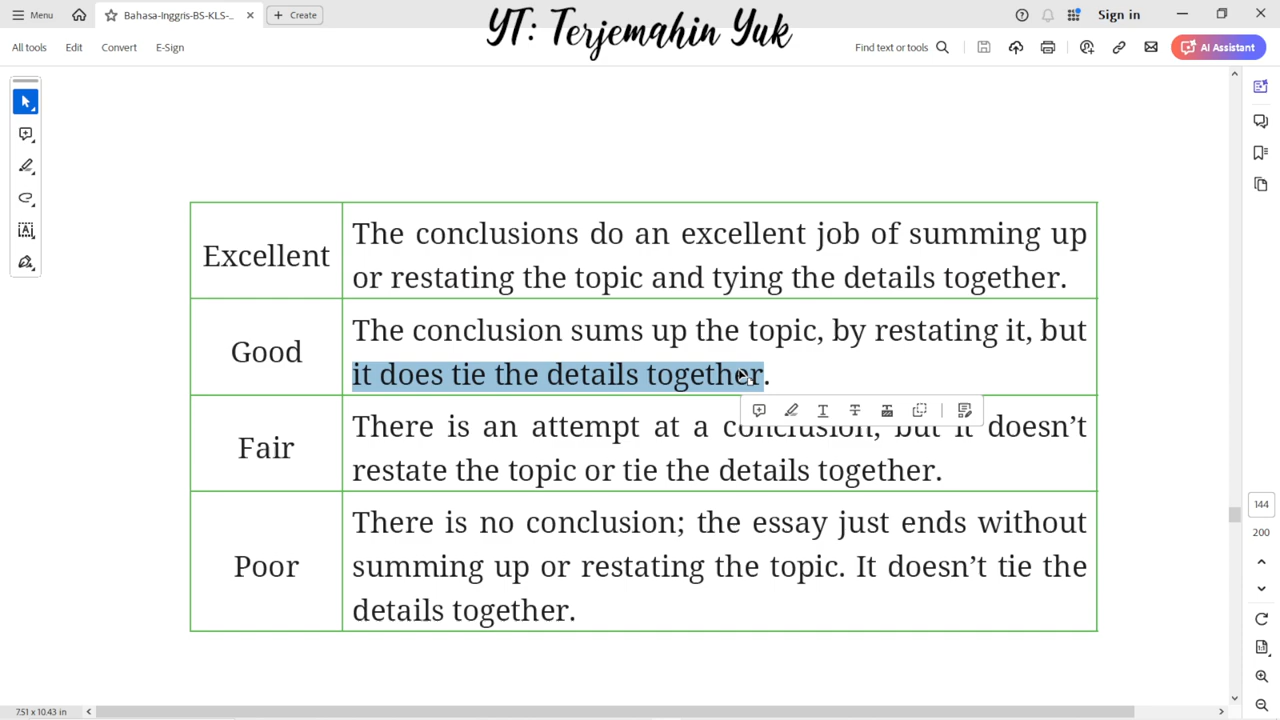 Menu
Bahasa-Inggris-BS-KLS-...
Create
YT: Terjemahin Yuk
Sign in
All tools
Edit
Convert
E-Sign
Find text or tools
AI Assistant
Excellent
The conclusions do an excellent job of summing up
or restating the topic and tying the details together.
Good
The conclusion sums up the topic, by restating it, but
it does tie the details together.
Fair
There is an attempt at a conclusion, but it doesn’t
restate the topic or tie the details together.
Poor
There is no conclusion; the essay just ends without
summing up or restating the topic. It doesn’t tie the
details together.
144
200
7.51 x 10.43 in